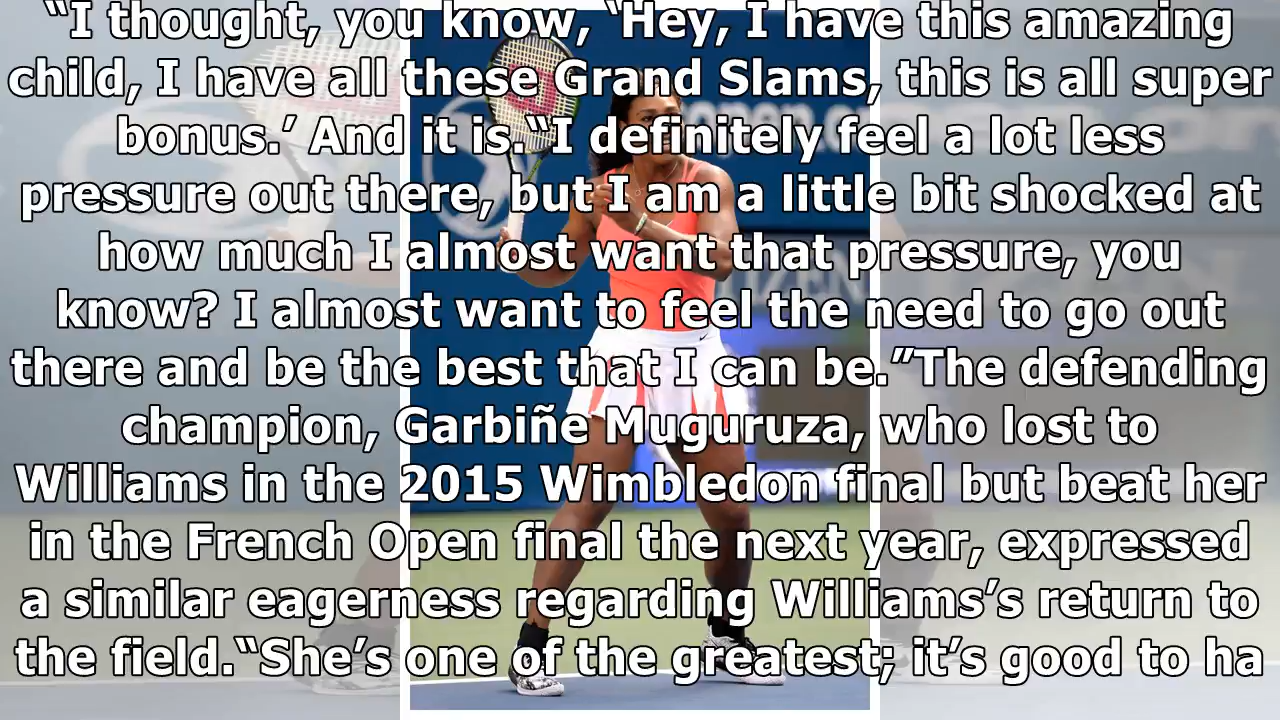 “I thought, you know, ‘Hey, I have this amazing
child, I have all these Grand Slams, this is all super
bonus.’ And it is.“I definitely feel a lot less
pressure out there, but I am a little bit shocked at
how much I almost want that pressure, you
know? I almost want to feel the need to go out
there and be the best that I can be.”The defending
champion, Garbiñe Muguruza, who lost to
Williams in the 2015 Wimbledon final but beat her
in the French Open final the next year, expressed
a similar eagerness regarding Williams’s return to
the field.“She’s one of the greatest; it’s good to ha